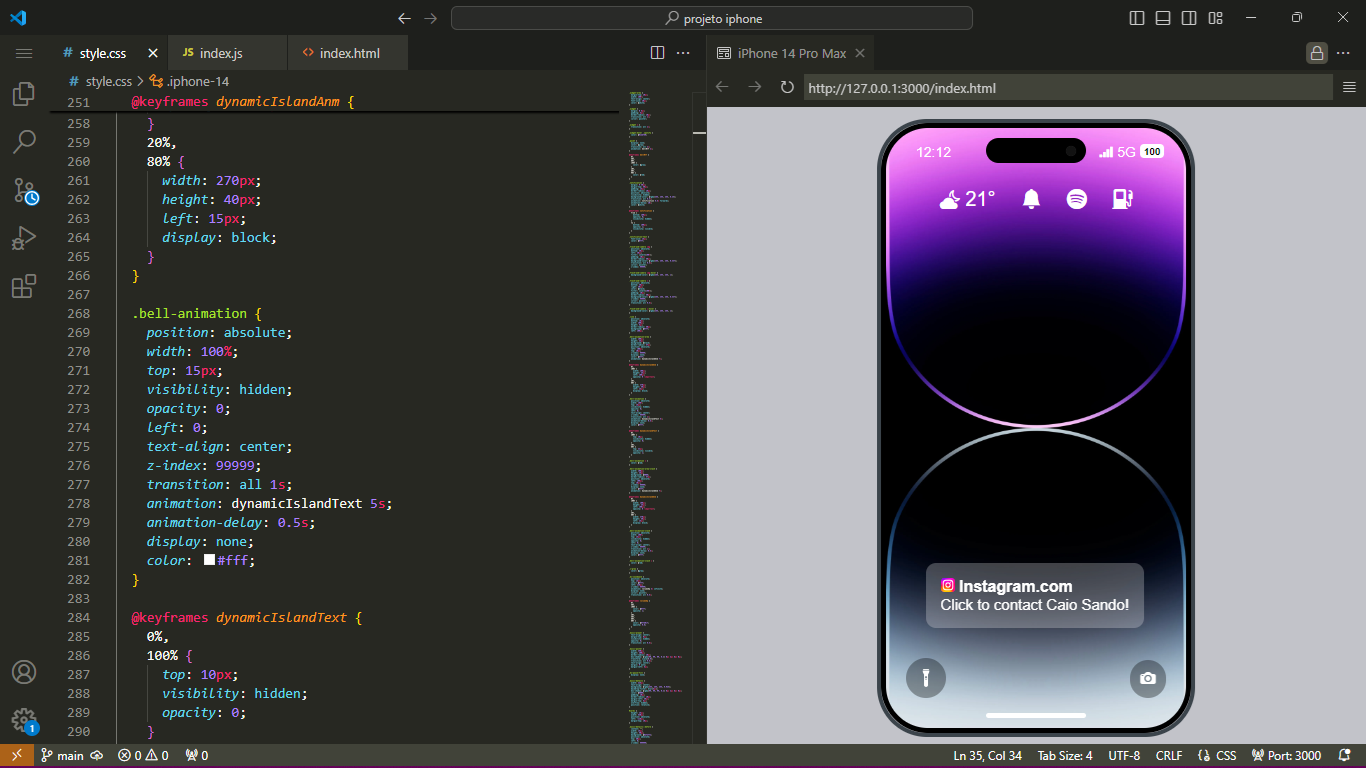 projeto iphone
# style.css
JS index.js
<> index.html
iPhone 14 Pro Max
# style.css > .iphone-14
http://127.0.0.1:3000/index.html
251 @keyframes dynamicIslandAnm {
258 }
259 20%,
260 80% {
261 width: 270px;
262 height: 40px;
263 left: 15px;
264 display: block;
265 }
266 }
267
268 .bell-animation {
269 position: absolute;
270 width: 100%;
271 top: 15px;
272 visibility: hidden;
273 opacity: 0;
274 left: 0;
275 text-align: center;
276 z-index: 99999;
277 transition: all 1s;
278 animation: dynamicIslandText 5s;
279 animation-delay: 0.5s;
280 display: none;
281 color: #fff;
282 }
283
284 @keyframes dynamicIslandText {
285 0%,
286 100% {
287 top: 10px;
288 visibility: hidden;
289 opacity: 0;
290 }
12:12
5G 100
21°
Instagram.com
Click to contact Caio Sando!
1
main
0 0
0
Ln 35, Col 34
Tab Size: 4
UTF-8
CRLF
CSS
Port: 3000